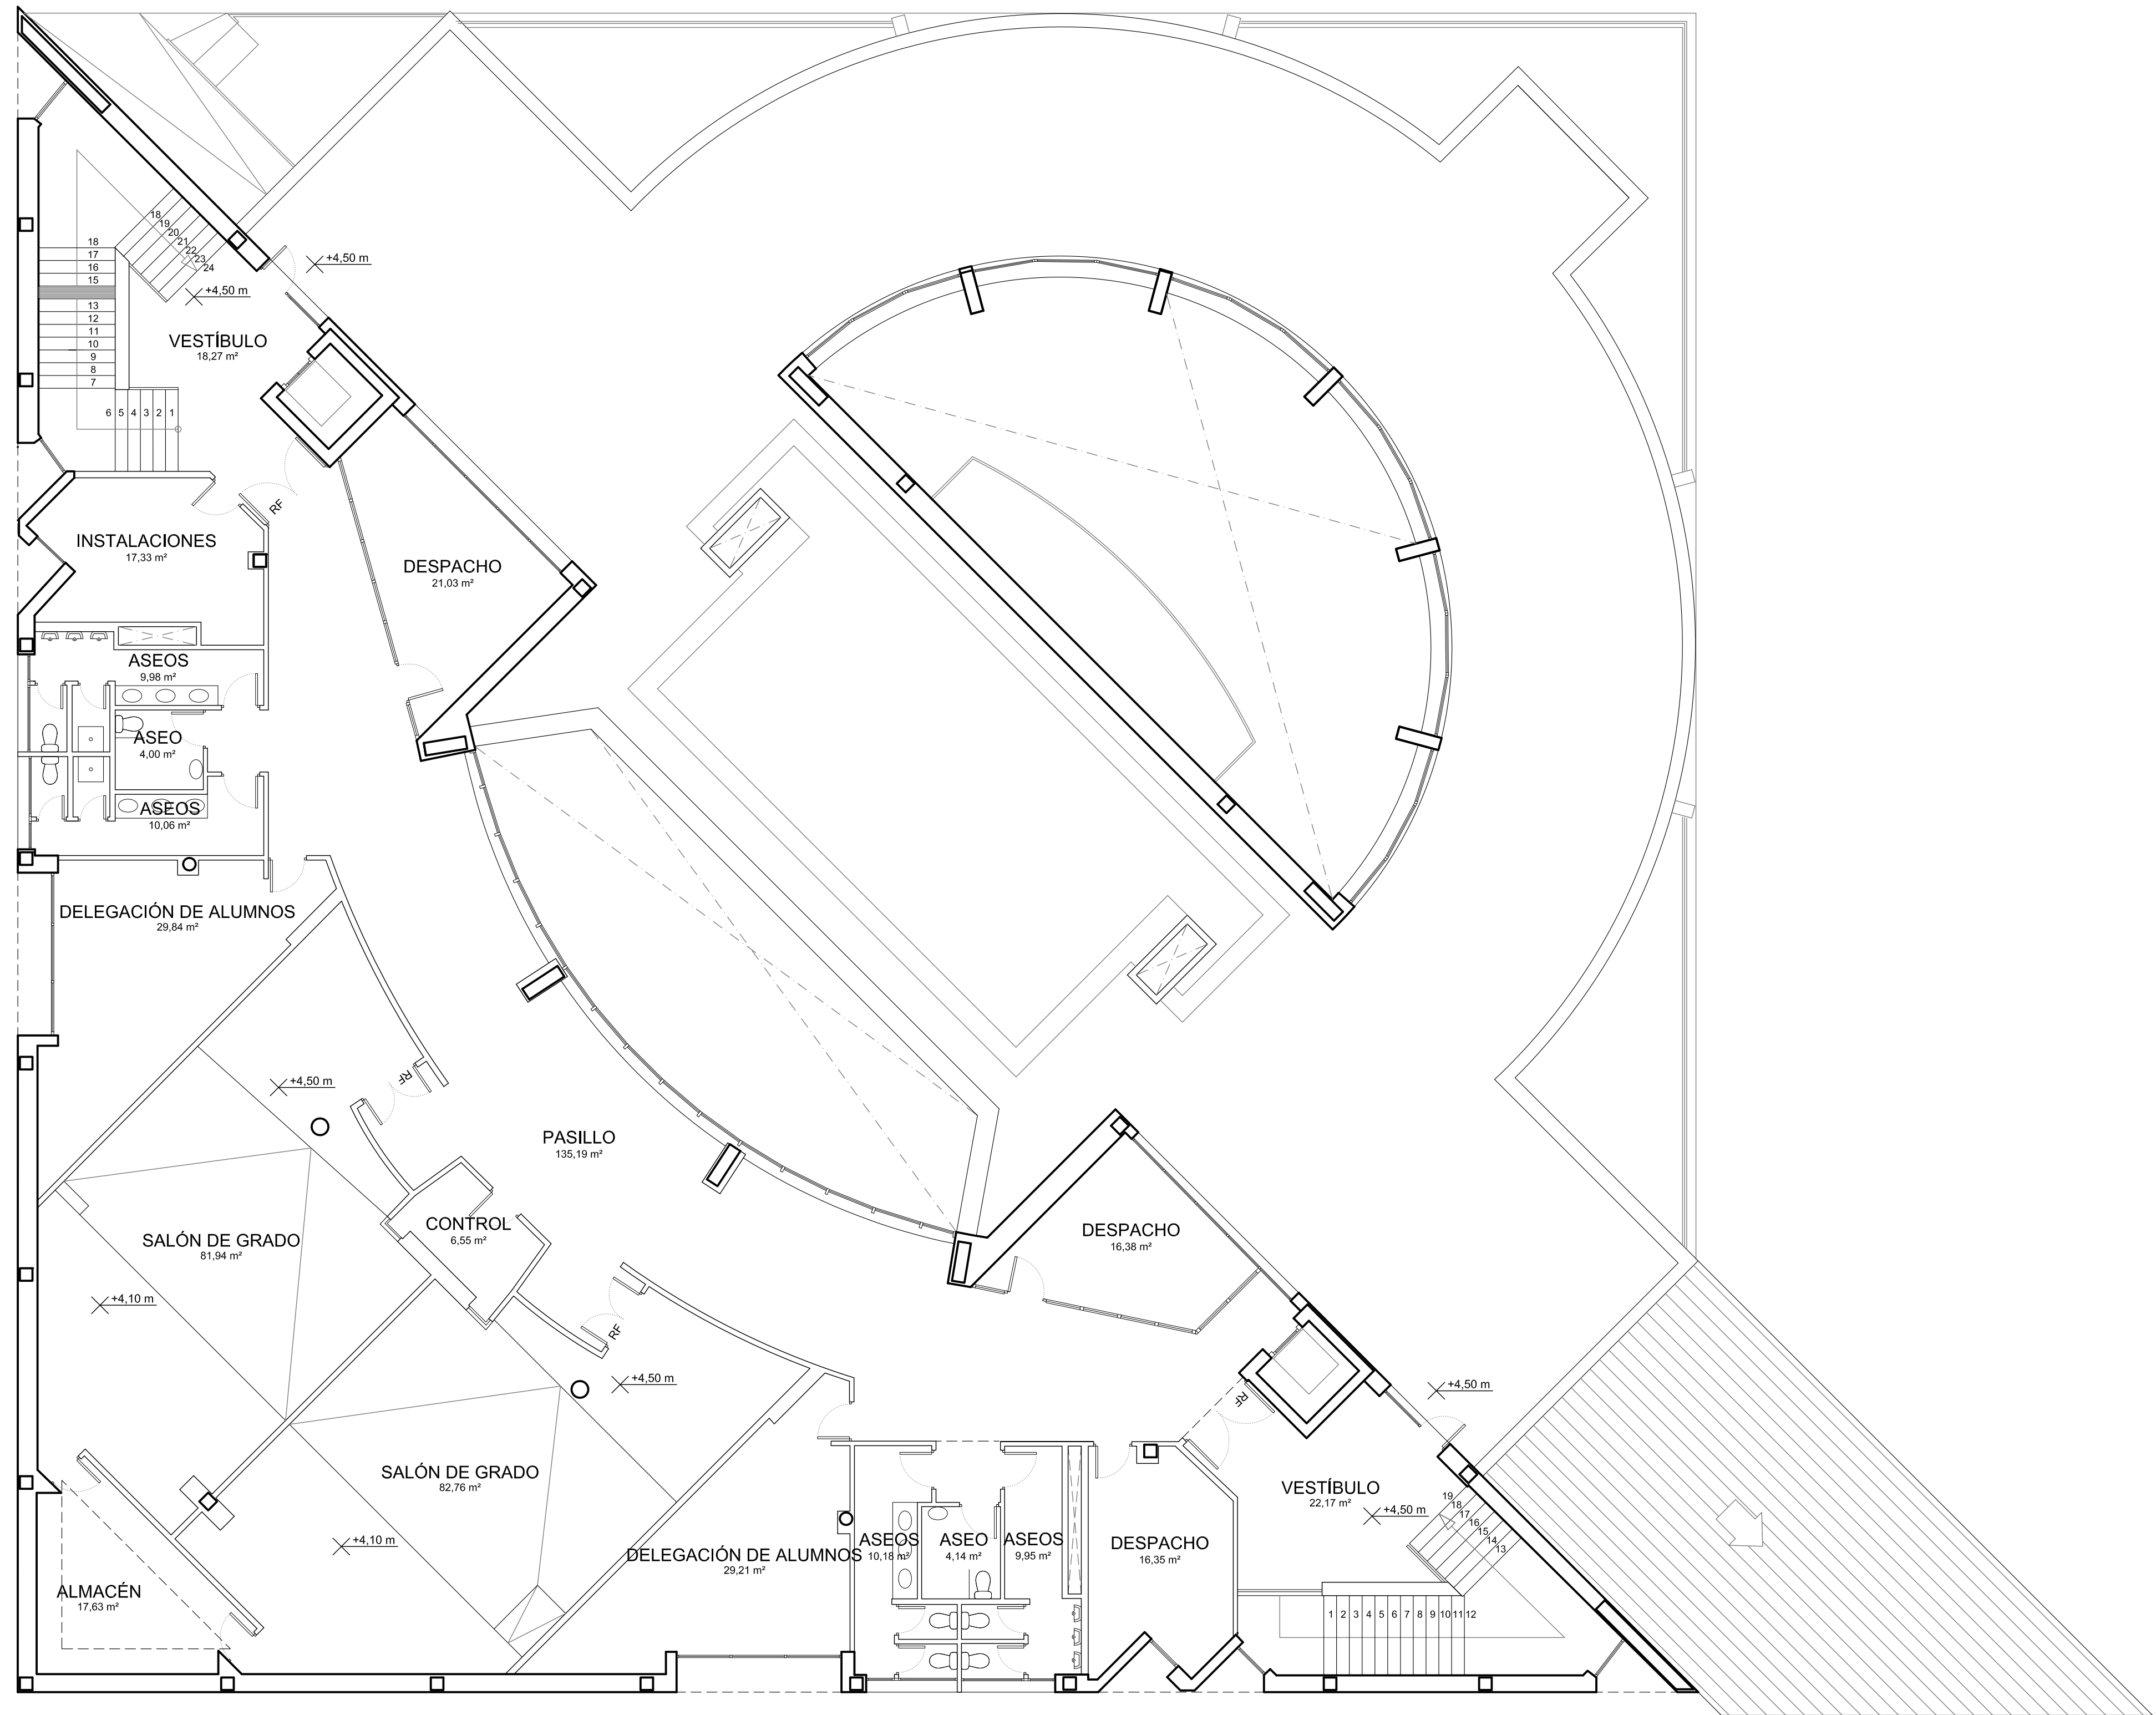 18
19
20
21
22
23
24
+4,50 m
+4,50 m
18
17
16
15
13
12
11
10
9
8
7
6 5 4 3 2 1
VESTÍBULO
18,27 m²
RF
INSTALACIONES
17,33 m²
DESPACHO
21,03 m²
ASEOS
9,98 m²
ASEO
4,00 m²
ASEOS
10,06 m²
DELEGACIÓN DE ALUMNOS
29,84 m²
+4,50 m
RF
PASILLO
135,19 m²
CONTROL
6,55 m²
SALÓN DE GRADO
81,94 m²
+4,10 m
RF
+4,50 m
DESPACHO
16,38 m²
RF
+4,50 m
SALÓN DE GRADO
82,76 m²
+4,10 m
ALMACÉN
17,63 m²
DELEGACIÓN DE ALUMNOS
29,21 m²
ASEOS
10,18 m²
ASEO
4,14 m²
ASEOS
9,95 m²
DESPACHO
16,35 m²
VESTÍBULO
22,17 m²
+4,50 m
19
18
17
16
15
14
13
1 2 3 4 5 6 7 8 9 10 11 12